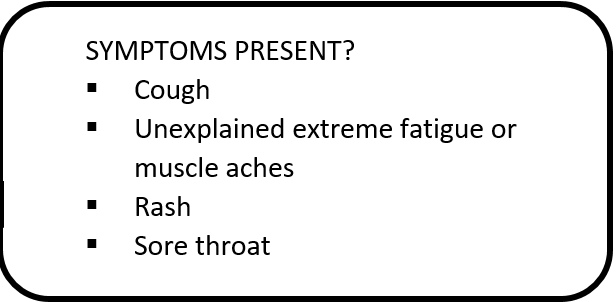 SYMPTOMS PRESENT?
▪ Cough
▪ Unexplained extreme fatigue or
muscle aches
▪ Rash
▪ Sore throat